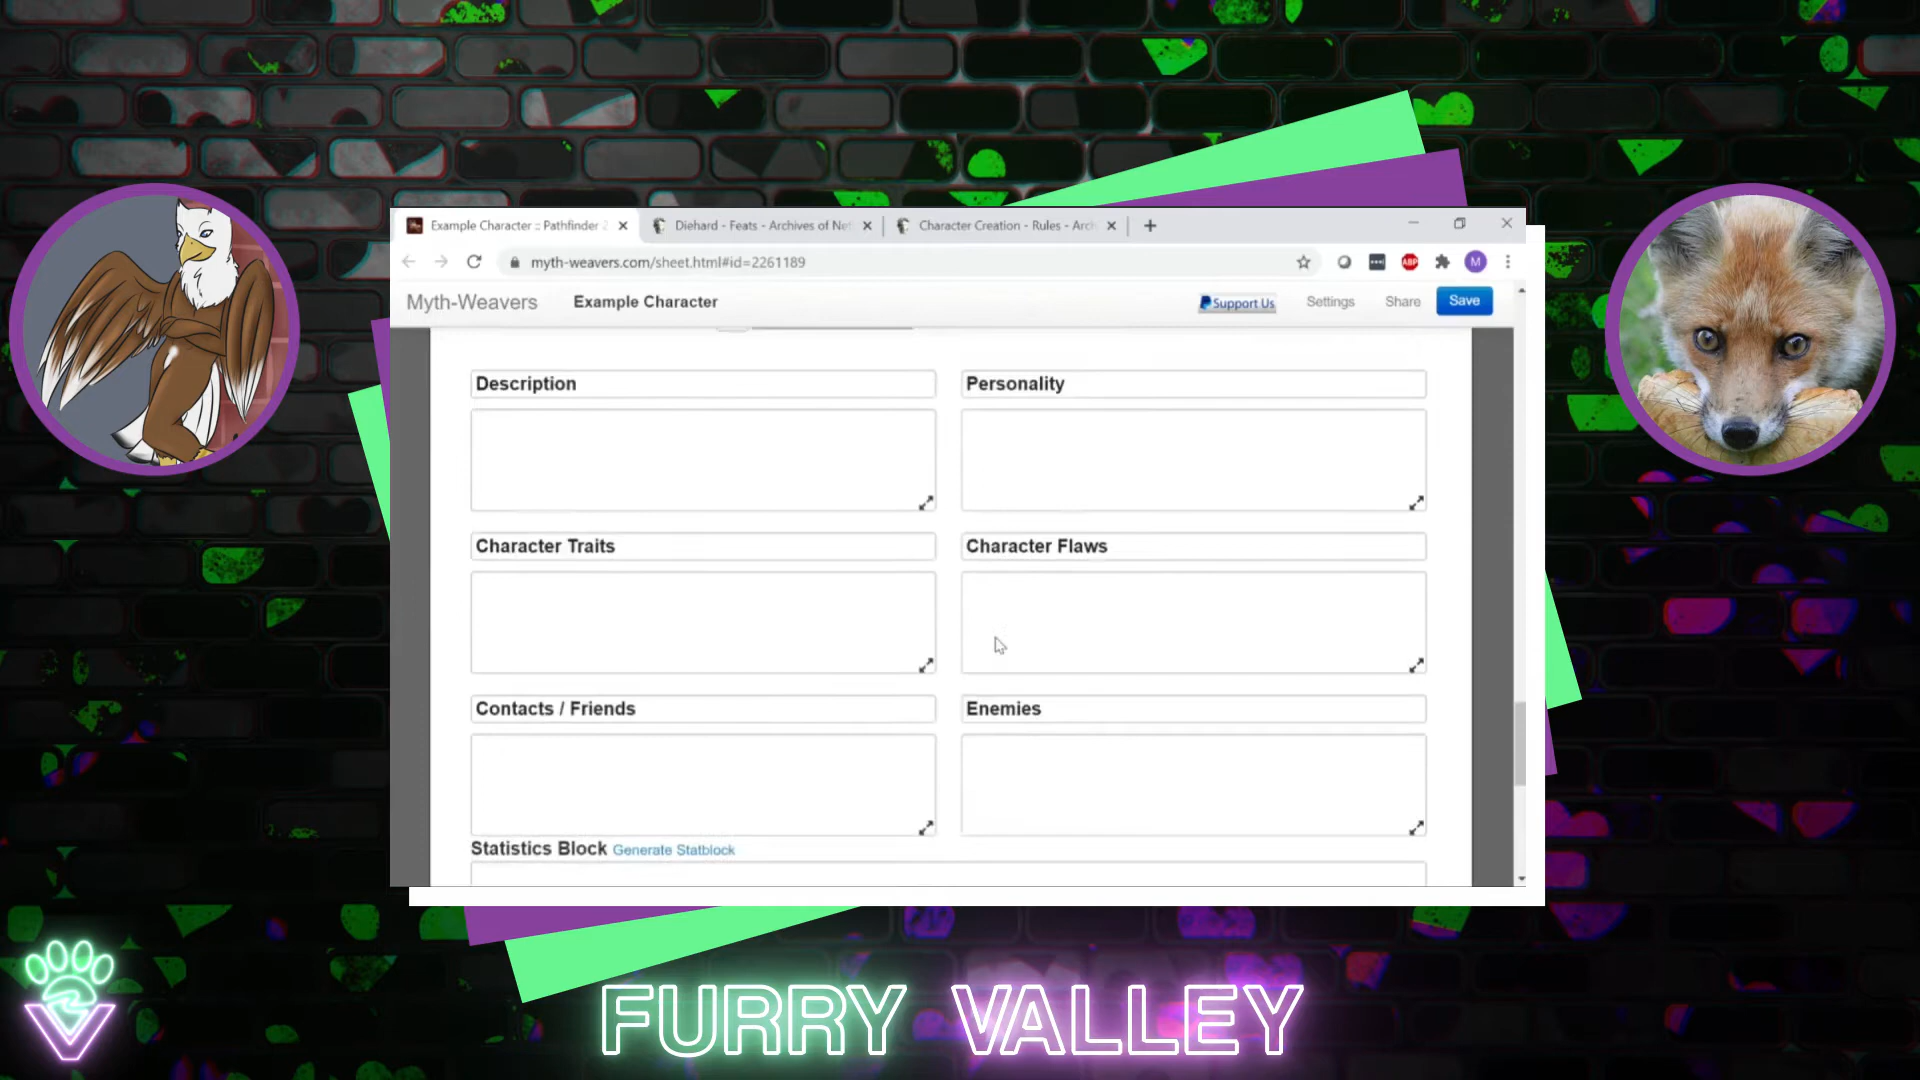 Example Character :: Pathfinder 2
Diehard - Feats - Archives of Net
Character Creation - Rules - Arch
myth-weavers.com/sheet.html#id=2261189
ABP
M
Myth-Weavers
Example Character
Support Us
Settings
Share
Save
Description
Personality
Character Traits
Character Flaws
Contacts / Friends
Enemies
Statistics Block Generate Statblock
FURRY VALLEY